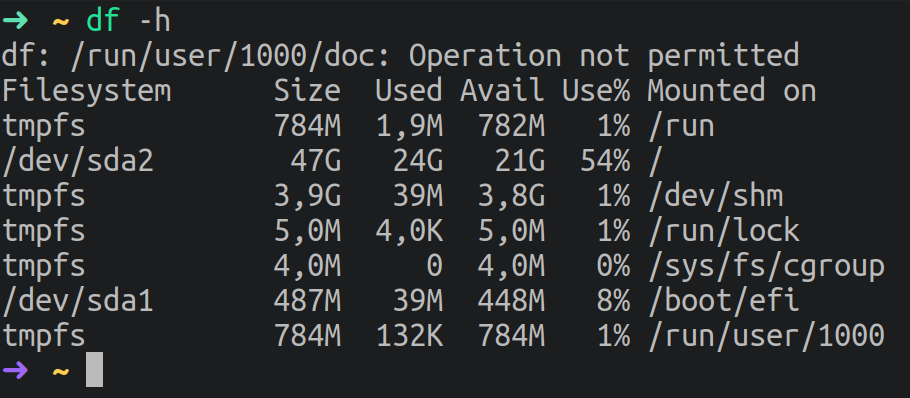 ➜ ~ df -h
df: /run/user/1000/doc: Operation not permitted
Filesystem      Size  Used Avail Use% Mounted on
tmpfs           784M  1,9M  782M   1% /run
/dev/sda2        47G   24G   21G  54% /
tmpfs           3,9G   39M  3,8G   1% /dev/shm
tmpfs           5,0M  4,0K  5,0M   1% /run/lock
tmpfs           4,0M     0  4,0M   0% /sys/fs/cgroup
/dev/sda1       487M   39M  448M   8% /boot/efi
tmpfs           784M  132K  784M   1% /run/user/1000
➜ ~